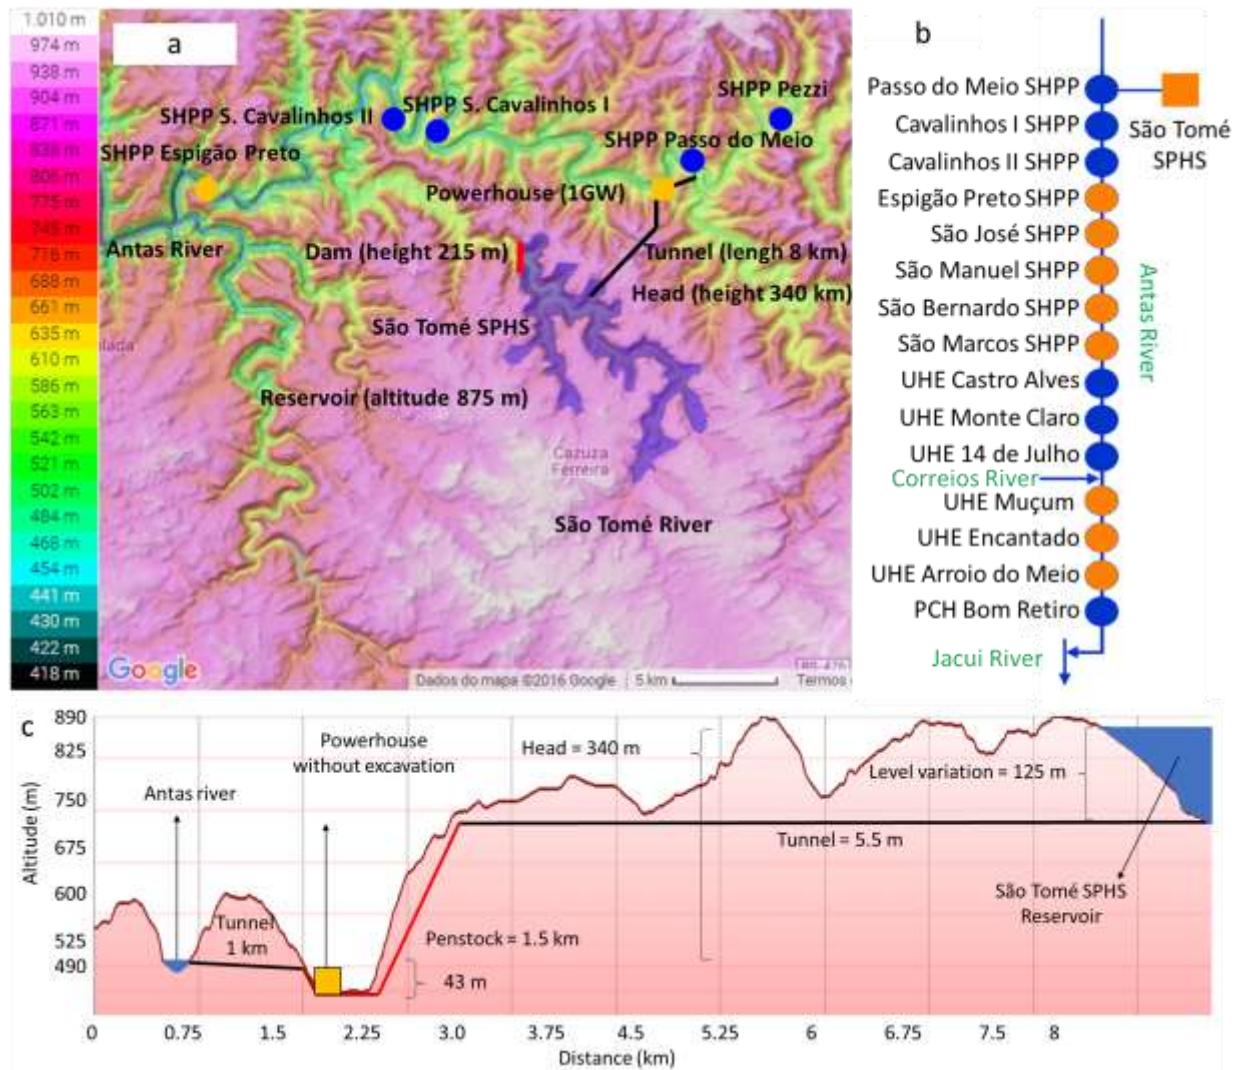 1.010 m
974 m
938 m
904 m
871 m
838 m
806 m
775 m
745 m
716 m
688 m
661 m
635 m
610 m
586 m
563 m
542 m
521 m
502 m
484 m
468 m
454 m
441 m
430 m
422 m
418 m
a
SHPP S. Cavalinhos II
SHPP S. Cavalinhos I
SHPP Pezzi
SHPP Espigão Preto
SHPP Passo do Meio
Powerhouse (1GW)
Antas River
Dam (height 215 m)
Tunnel (lengh 8 km)
Head (height 340 km)
São Tomé SPHS
lada
Reservoir (altitude 875 m)
Cazuza
Ferreira
São Tomé River
Google
Dados do mapa ©2016 Google
5 km
Termos
b
Passo do Meio SHPP
Cavalinhos I SHPP
São Tomé
SPHS
Cavalinhos II SHPP
Espigão Preto SHPP
São José SHPP
São Manuel SHPP
Antas River
São Bernardo SHPP
São Marcos SHPP
UHE Castro Alves
UHE Monte Claro
UHE 14 de Julho
Correios River
UHE Muçum
UHE Encantado
UHE Arroio do Meio
PCH Bom Retiro
Jacui River
c
Altitude (m)
890
825
750
675
600
525
490
Antas river
Powerhouse
without excavation
Head = 340 m
Level variation = 125 m
Tunnel = 5.5 m
São Tomé SPHS
Reservoir
Tunnel
1 km
Penstock = 1.5 km
43 m
0 0.75 1.5 2.25 3.0 3.75 4.5 5.25 6 6.75 7.5 8
Distance (km)